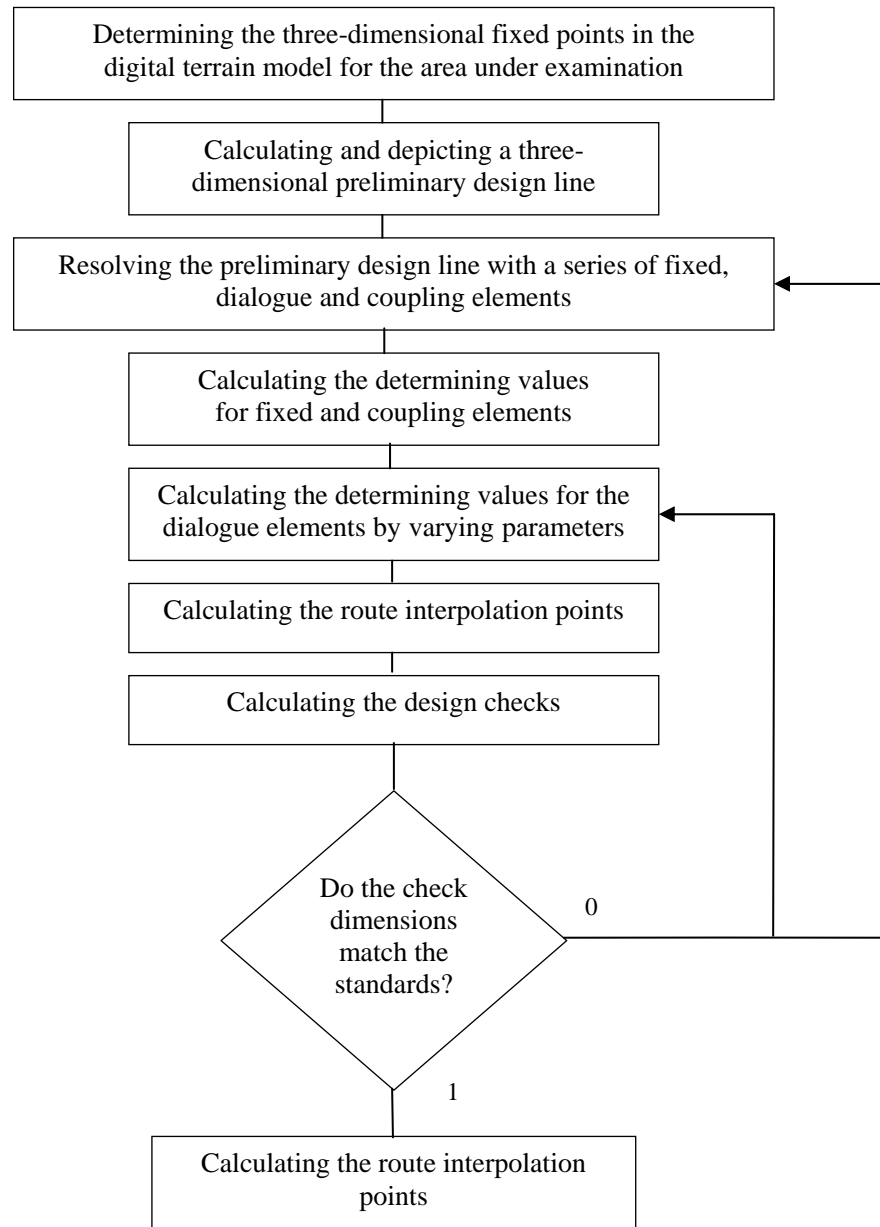 Determining the three-dimensional fixed points in the
digital terrain model for the area under examination
Calculating and depicting a three-
dimensional preliminary design line
Resolving the preliminary design line with a series of fixed,
dialogue and coupling elements
Calculating the determining values
for fixed and coupling elements
Calculating the determining values for the
dialogue elements by varying parameters
Calculating the route interpolation points
Calculating the design checks
Do the check
dimensions
match the
standards?
0
1
Calculating the route interpolation
points